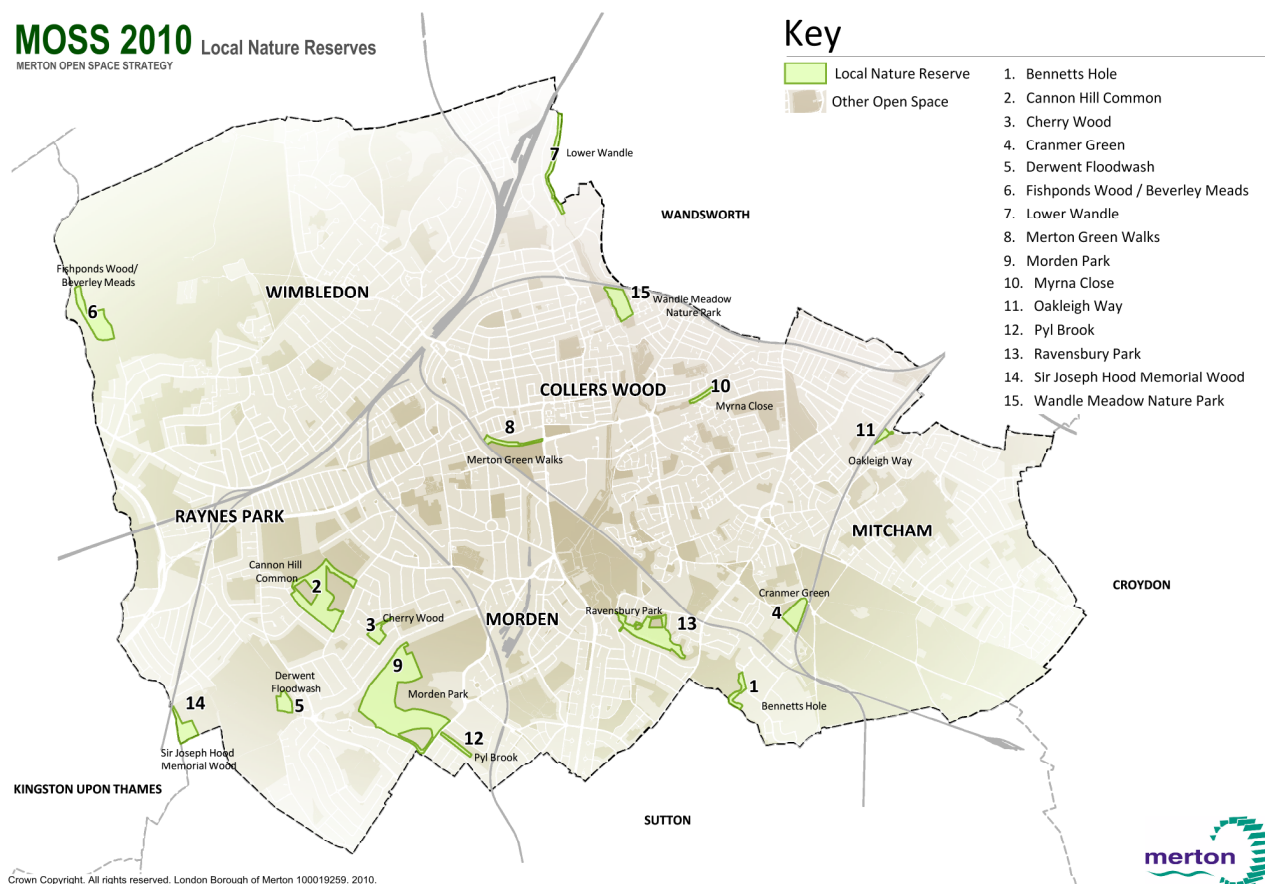 MOSS 2010 Local Nature Reserves
MERTON OPEN SPACE STRATEGY
Key
Local Nature Reserve
Other Open Space
1. Bennetts Hole
2. Cannon Hill Common
3. Cherry Wood
4. Cranmer Green
5. Derwent Floodwash
6. Fishponds Wood / Beverley Meads
7. Lower Wandle
8. Merton Green Walks
9. Morden Park
10. Myrna Close
11. Oakleigh Way
12. Pyl Brook
13. Ravensbury Park
14. Sir Joseph Hood Memorial Wood
15. Wandle Meadow Nature Park
7 Lower Wandle
WANDSWORTH
Fishponds Wood/
Beverley Meads
6
WIMBLEDON
15 Wandle Meadow
Nature Park
COLLERS WOOD
10
Myrna Close
8
Merton Green Walks
11
Oakleigh Way
RAYNES PARK
MITCHAM
Cannon Hill
Common
2
CROYDON
Cranmer Green
4
Ravensbury Park
13
3 Cherry Wood
MORDEN
9
Morden Park
Derwent
Floodwash
5
1
Bennetts Hole
14
Sir Joseph Hood
Memorial Wood
12
Pyl Brook
KINGSTON UPON THAMES
SUTTON
merton
Crown Copyright. All rights reserved. London Borough of Merton 100019259. 2010.